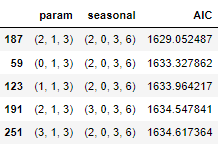 param seasonal AIC
187 (2, 1, 3) (2, 0, 3, 6) 1629.052487
59 (0, 1, 3) (2, 0, 3, 6) 1633.327862
123 (1, 1, 3) (2, 0, 3, 6) 1633.964217
191 (2, 1, 3) (3, 0, 3, 6) 1634.547841
251 (3, 1, 3) (2, 0, 3, 6) 1634.617364